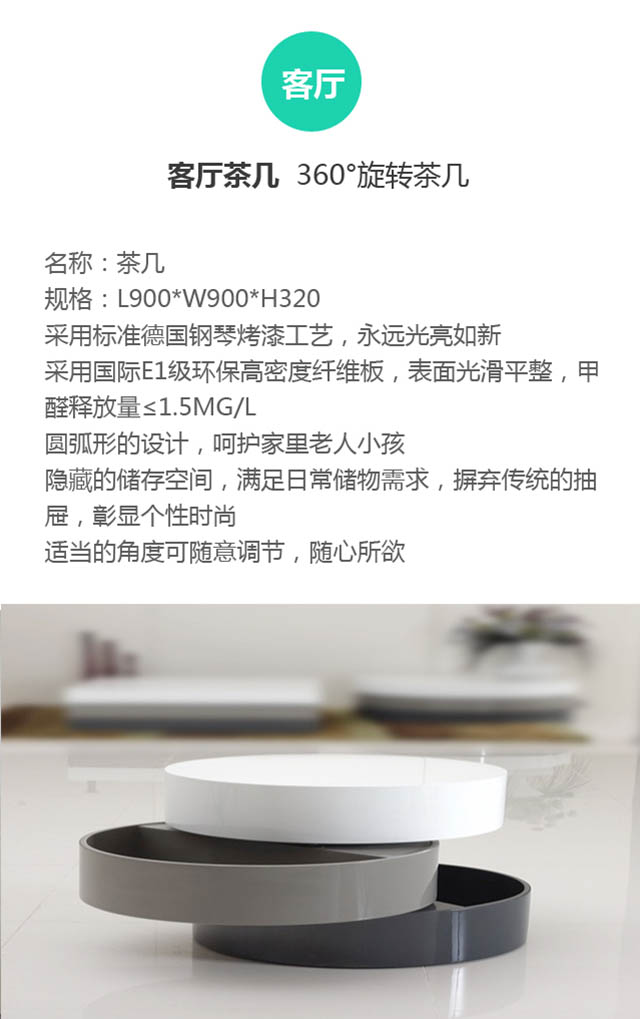 客厅
客厅茶几 360°旋转茶几
名称：茶几
规格：L900*W900*H320
采用标准德国钢琴烤漆工艺，永远光亮如新
采用国际E1级环保高密度纤维板，表面光滑平整，甲
醛释放量≤1.5MG/L
圆弧形的设计，呵护家里老人小孩
隐藏的储存空间，满足日常储物需求，摒弃传统的抽
屉，彰显个性时尚
适当的角度可随意调节，随心所欲